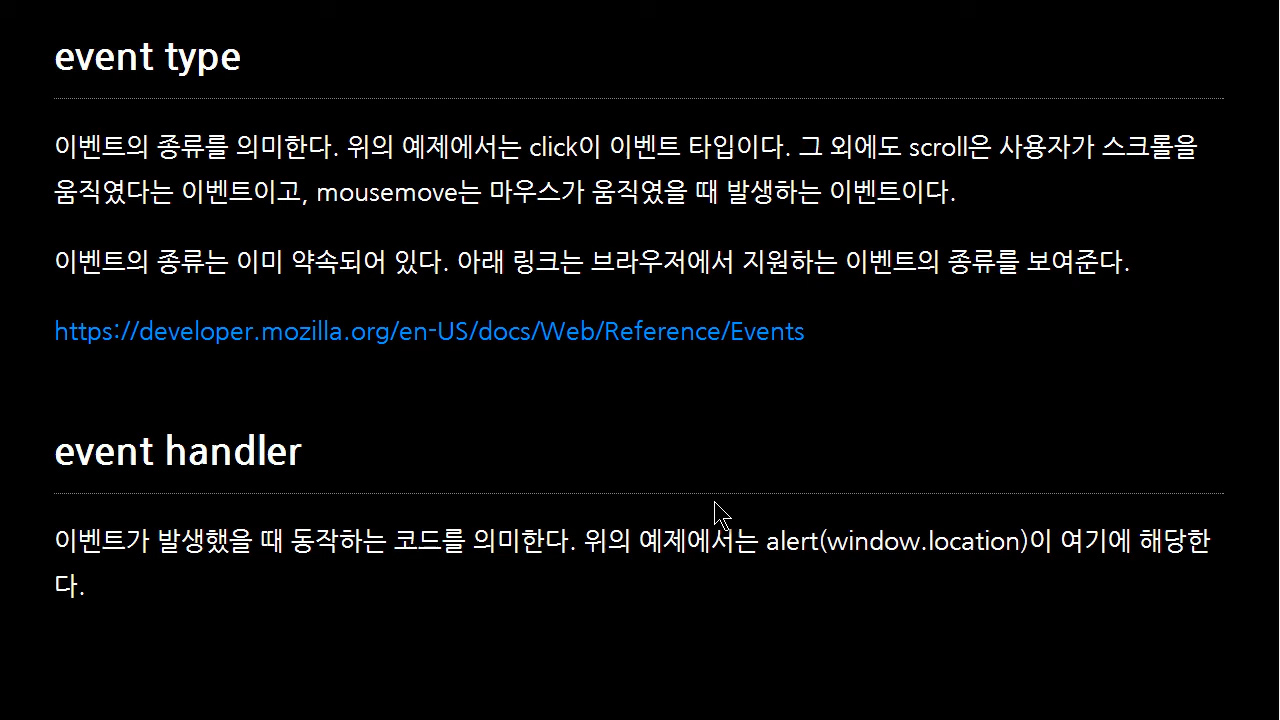 event type
이벤트의 종류를 의미한다. 위의 예제에서는 click이 이벤트 타입이다. 그 외에도 scroll은 사용자가 스크롤을
움직였다는 이벤트이고, mousemove는 마우스가 움직였을 때 발생하는 이벤트이다.
이벤트의 종류는 이미 약속되어 있다. 아래 링크는 브라우저에서 지원하는 이벤트의 종류를 보여준다.
https://developer.mozilla.org/en-US/docs/Web/Reference/Events
event handler
이벤트가 발생했을 때 동작하는 코드를 의미한다. 위의 예제에서는 alert(window.location)이 여기에 해당한
다.